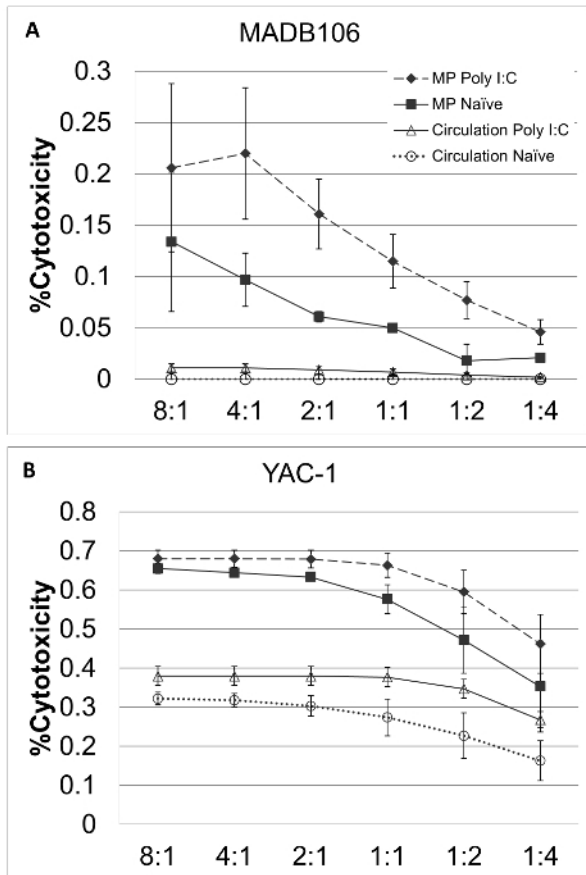 A
MADB106
MP Poly I:C
MP Naïve
Circulation Poly I:C
Circulation Naïve
%Cytotoxicity
0.3
0.25
0.2
0.15
0.1
0.05
0
8:1 4:1 2:1 1:1 1:2 1:4
B
YAC-1
%Cytotoxicity
0.8
0.7
0.6
0.5
0.4
0.3
0.2
0.1
0
8:1 4:1 2:1 1:1 1:2 1:4